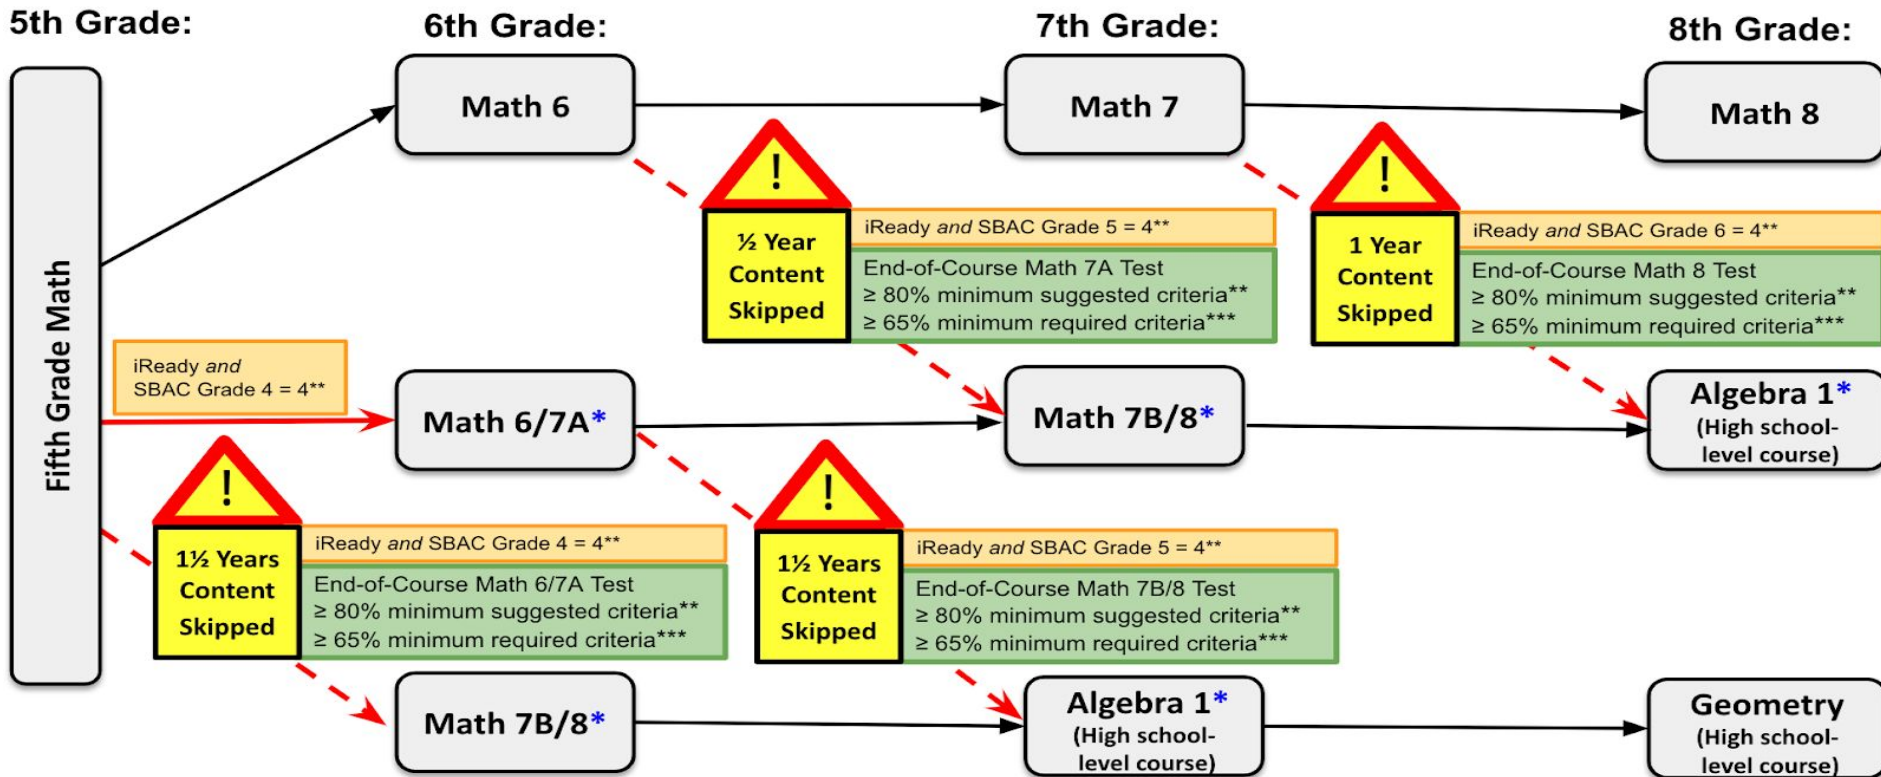 5th Grade:
6th Grade:
7th Grade:
8th Grade:
Fifth Grade Math
Math 6
Math 7
Math 8
!
½ Year
Content
Skipped
iReady and SBAC Grade 5 = 4**
End-of-Course Math 7A Test
≥ 80% minimum suggested criteria**
≥ 65% minimum required criteria***
!
1 Year
Content
Skipped
iReady and SBAC Grade 6 = 4**
End-of-Course Math 8 Test
≥ 80% minimum suggested criteria**
≥ 65% minimum required criteria***
iReady and
SBAC Grade 4 = 4**
Math 6/7A*
Math 7B/8*
Algebra 1*
(High school-
level course)
!
1½ Years
Content
Skipped
iReady and SBAC Grade 4 = 4**
End-of-Course Math 6/7A Test
≥ 80% minimum suggested criteria**
≥ 65% minimum required criteria***
!
1½ Years
Content
Skipped
iReady and SBAC Grade 5 = 4**
End-of-Course Math 7B/8 Test
≥ 80% minimum suggested criteria**
≥ 65% minimum required criteria***
Math 7B/8*
Algebra 1*
(High school-
level course)
Geometry
(High school-
level course)